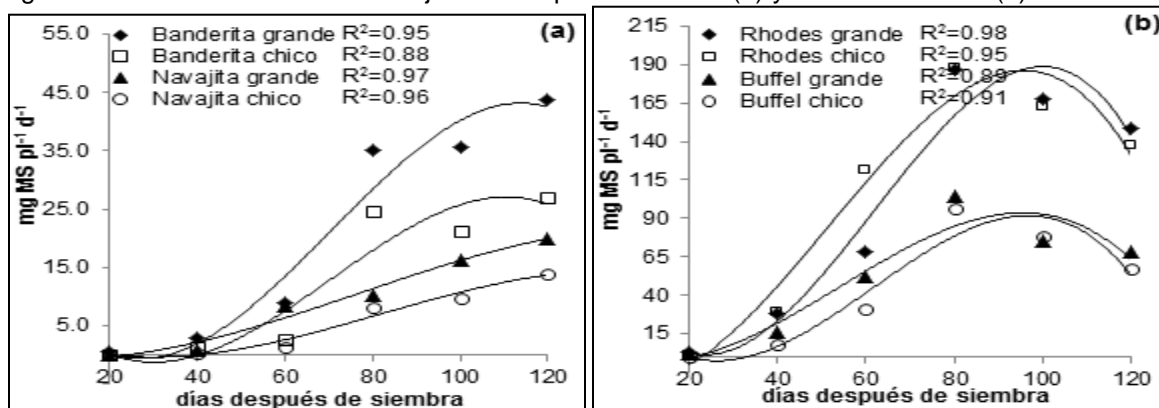 (a)
Banderita grande R²=0.95
Banderita chico R²=0.88
Navajita grande R²=0.97
Navajita chico R²=0.96
mg MS pl⁻¹ d⁻¹
55.0
45.0
35.0
25.0
15.0
5.0
20 40 60 80 100 120
días después de siembra
(b)
Rhodes grande R²=0.98
Rhodes chico R²=0.95
Buffel grande R²=0.89
Buffel chico R²=0.91
mg MS pl⁻¹ d⁻¹
215
190
165
140
115
90
65
40
15
20 40 60 80 100 120
días después de siembra